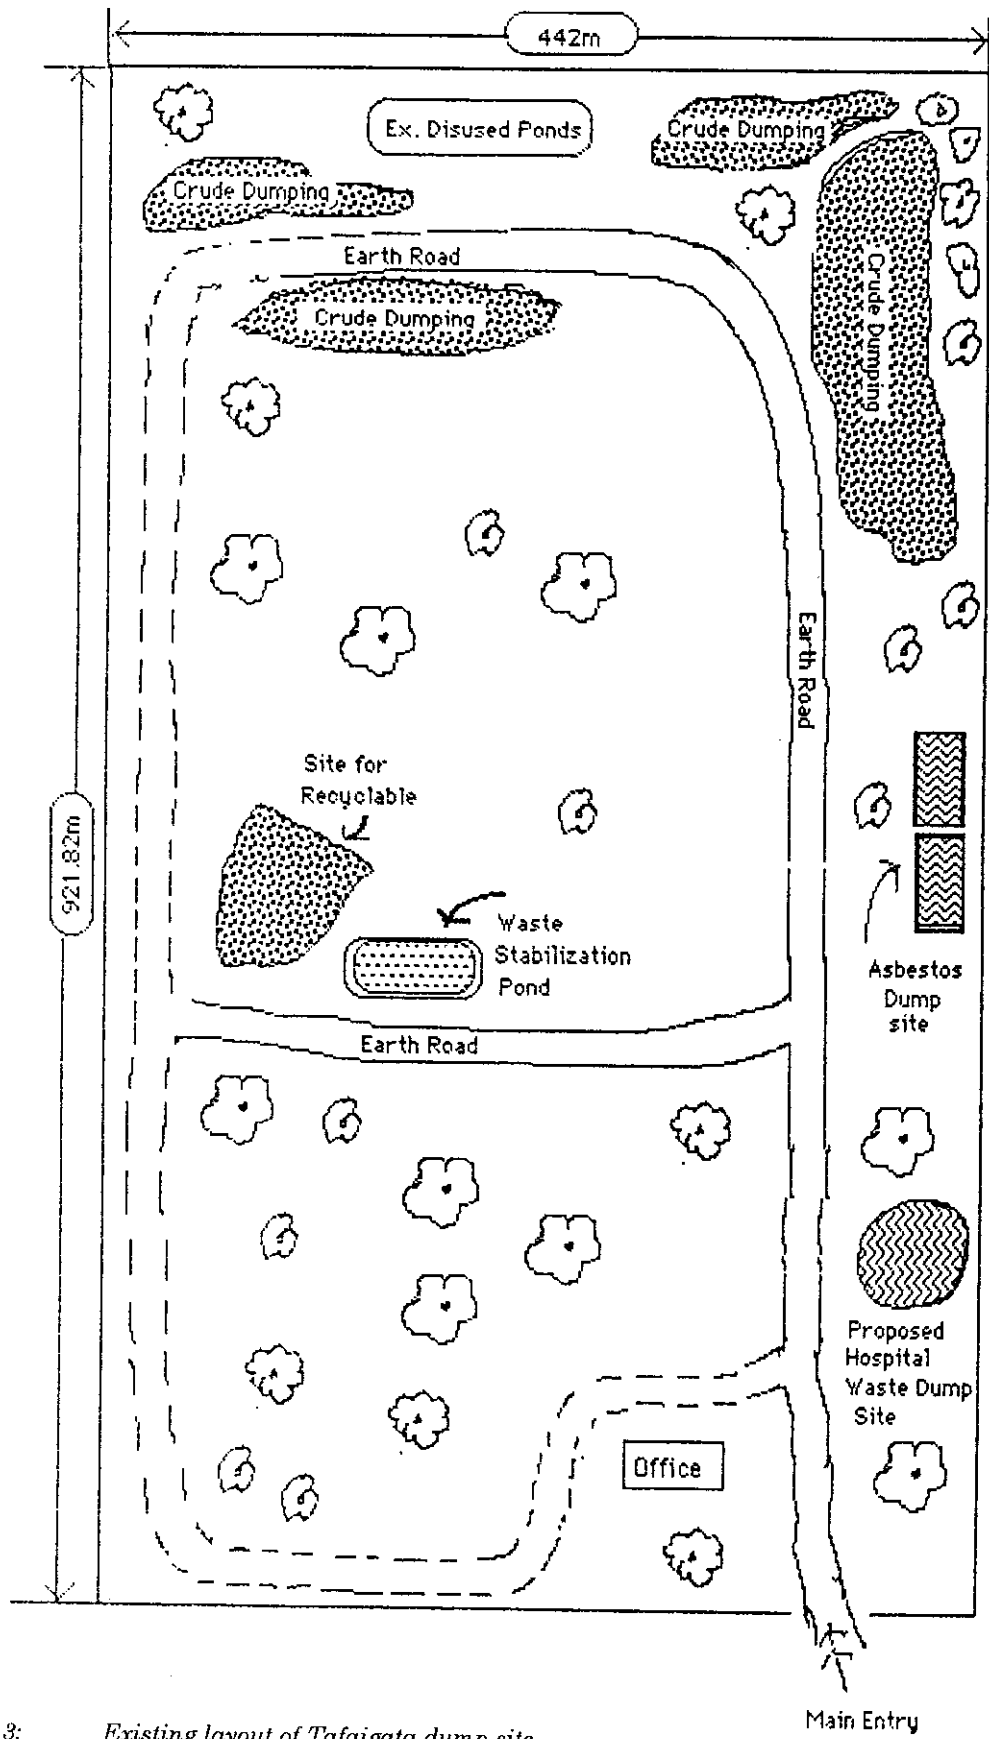 442m
Ex. Disused Ponds
Crude Dumping
Crude Dumping
Earth Road
Crude Dumping
Crude Dumping
Earth Road
Site for
Recyclable
921.82m
Waste
Stabilization
Pond
Asbestos
Dump
site
Earth Road
Proposed
Hospital
Waste Dump
Site
Office
Main Entry
3: Existing layout of Tafaigata dump site